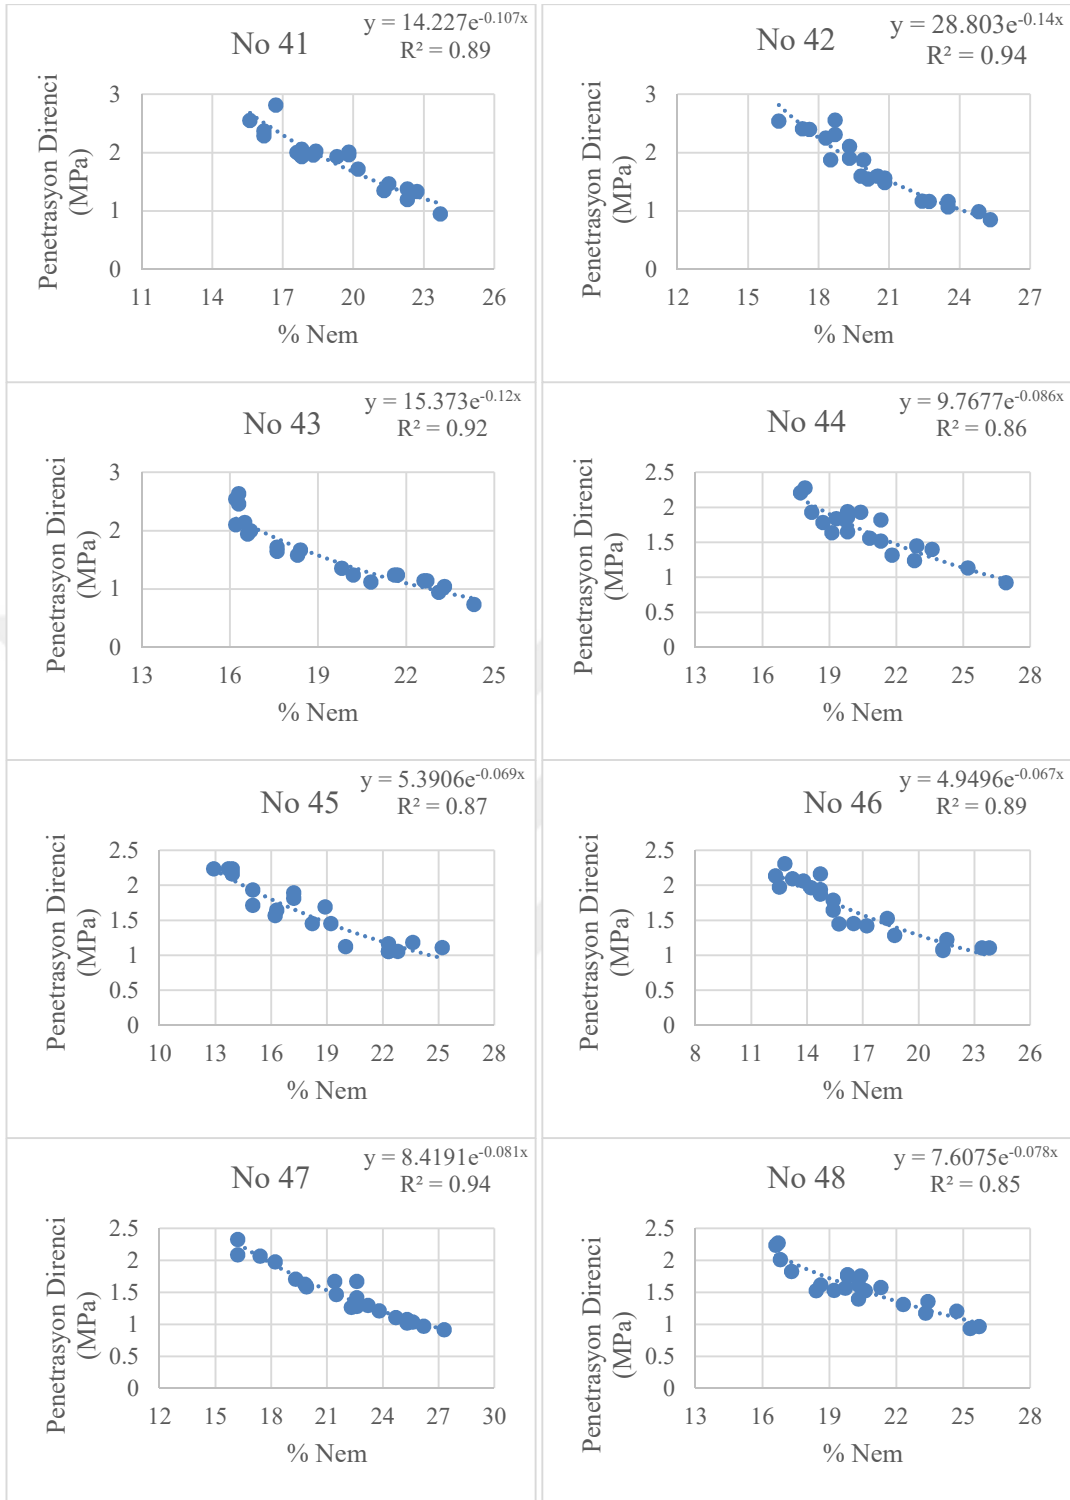 No 41
y = 14.227e^-0.107x
R² = 0.89
Penetrasyon Direnci
(MPa)
3
2
1
0
11 14 17 20 23 26
% Nem
No 42
y = 28.803e^-0.14x
R² = 0.94
Penetrasyon Direnci
(MPa)
3
2
1
0
12 15 18 21 24 27
% Nem
No 43
y = 15.373e^-0.12x
R² = 0.92
Penetrasyon Direnci
(MPa)
3
2
1
0
13 16 19 22 25
% Nem
No 44
y = 9.7677e^-0.086x
R² = 0.86
Penetrasyon Direnci
(MPa)
2.5
2
1.5
1
0.5
0
13 16 19 22 25 28
% Nem
No 45
y = 5.3906e^-0.069x
R² = 0.87
Penetrasyon Direnci
(MPa)
2.5
2
1.5
1
0.5
0
10 13 16 19 22 25 28
% Nem
No 46
y = 4.9496e^-0.067x
R² = 0.89
Penetrasyon Direnci
(MPa)
2.5
2
1.5
1
0.5
0
8 11 14 17 20 23 26
% Nem
No 47
y = 8.4191e^-0.081x
R² = 0.94
Penetrasyon Direnci
(MPa)
2.5
2
1.5
1
0.5
0
12 15 18 21 24 27 30
% Nem
No 48
y = 7.6075e^-0.078x
R² = 0.85
Penetrasyon Direnci
(MPa)
2.5
2
1.5
1
0.5
0
13 16 19 22 25 28
% Nem